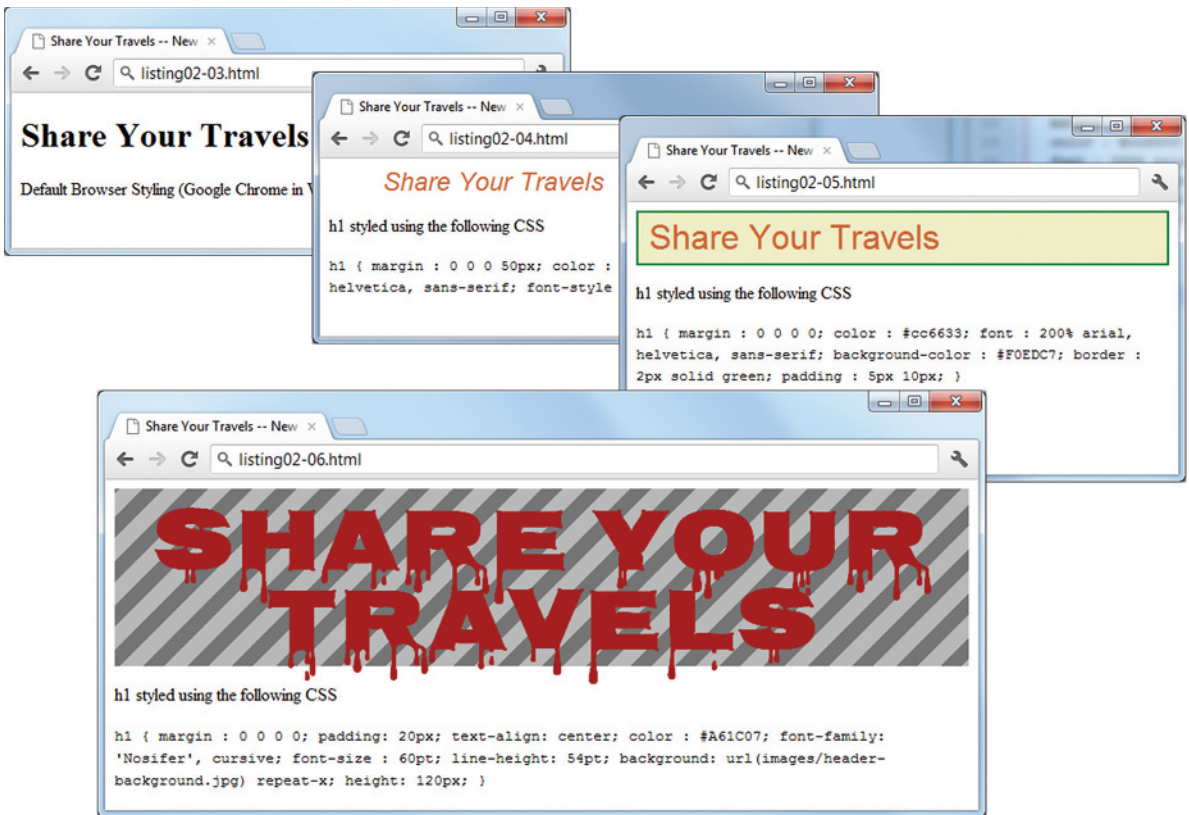 Share Your Travels -- New
listing02-03.html
Share Your Travels
Default Browser Styling (Google Chrome in
Share Your Travels -- New
listing02-04.html
Share Your Travels
h1 styled using the following CSS
h1 { margin : 0 0 0 50px; color :
helvetica, sans-serif; font-style
Share Your Travels -- New
listing02-05.html
Share Your Travels
h1 styled using the following CSS
h1 { margin : 0 0 0 0; color : #cc6633; font : 200% arial,
helvetica, sans-serif; background-color : #F0EDC7; border :
2px solid green; padding : 5px 10px; }
Share Your Travels -- New
listing02-06.html
SHARE YOUR
TRAVELS
h1 styled using the following CSS
h1 { margin : 0 0 0 0; padding: 20px; text-align: center; color : #A61C07; font-family:
'Nosifer', cursive; font-size : 60pt; line-height: 54pt; background: url(images/header-
background.jpg) repeat-x; height: 120px; }